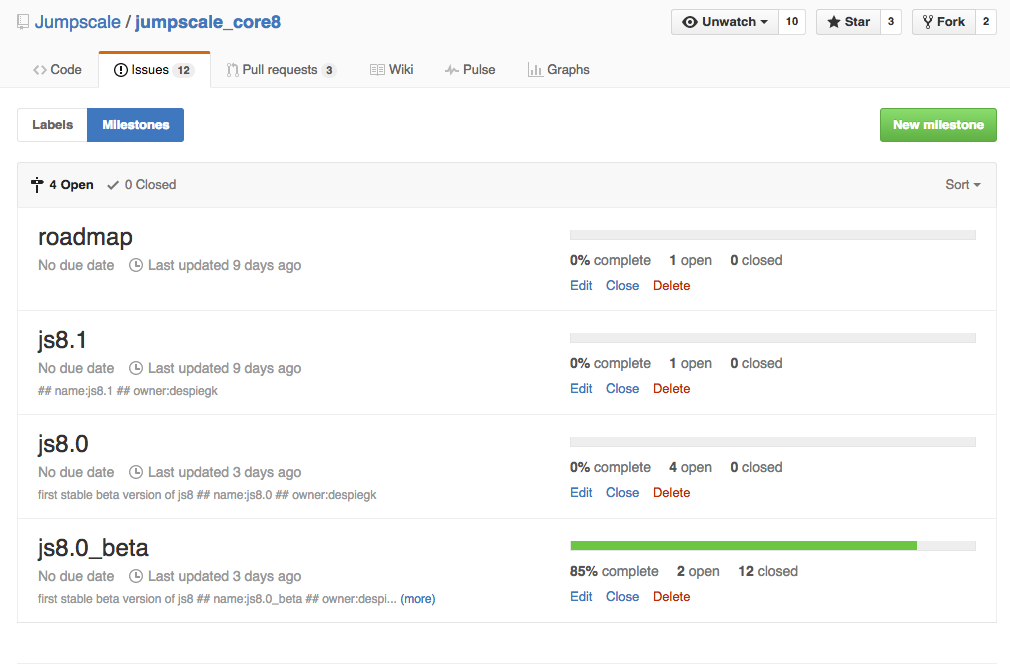 Jumpscale / jumpscale_core8
Unwatch 10 Star 3 Fork 2
Code Issues 12 Pull requests 3 Wiki Pulse Graphs
Labels Milestones New milestone
4 Open 0 Closed Sort
roadmap
No due date Last updated 9 days ago
0% complete 1 open 0 closed
Edit Close Delete
js8.1
No due date Last updated 9 days ago
## name:js8.1 ## owner:despiegk
0% complete 1 open 0 closed
Edit Close Delete
js8.0
No due date Last updated 3 days ago
first stable beta version of js8 ## name:js8.0 ## owner:despiegk
0% complete 4 open 0 closed
Edit Close Delete
js8.0_beta
No due date Last updated 3 days ago
first stable beta version of js8 ## name:js8.0_beta ## owner:despi... (more)
85% complete 2 open 12 closed
Edit Close Delete